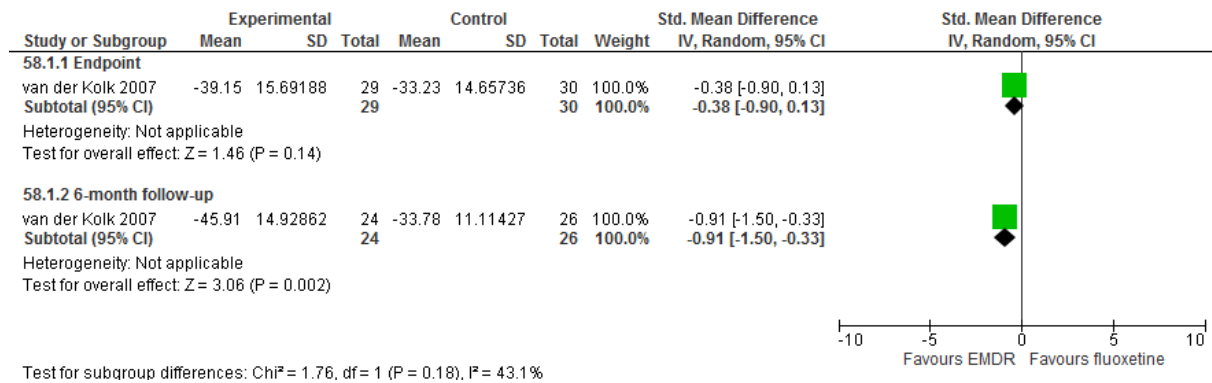 Experimental Control Std. Mean Difference Std. Mean Difference
Study or Subgroup Mean SD Total Mean SD Total Weight IV, Random, 95% CI IV, Random, 95% CI
58.1.1 Endpoint
van der Kolk 2007 -39.15 15.69188 29 -33.23 14.65736 30 100.0% -0.38 [-0.90, 0.13]
Subtotal (95% CI) 29 30 100.0% -0.38 [-0.90, 0.13]
Heterogeneity: Not applicable
Test for overall effect: Z = 1.46 (P = 0.14)
58.1.2 6-month follow-up
van der Kolk 2007 -45.91 14.92862 24 -33.78 11.11427 26 100.0% -0.91 [-1.50, -0.33]
Subtotal (95% CI) 24 26 100.0% -0.91 [-1.50, -0.33]
Heterogeneity: Not applicable
Test for overall effect: Z = 3.06 (P = 0.002)
-10 -5 0 5 10
Favours EMDR Favours fluoxetine
Test for subgroup differences: Chi² = 1.76, df = 1 (P = 0.18), I² = 43.1%